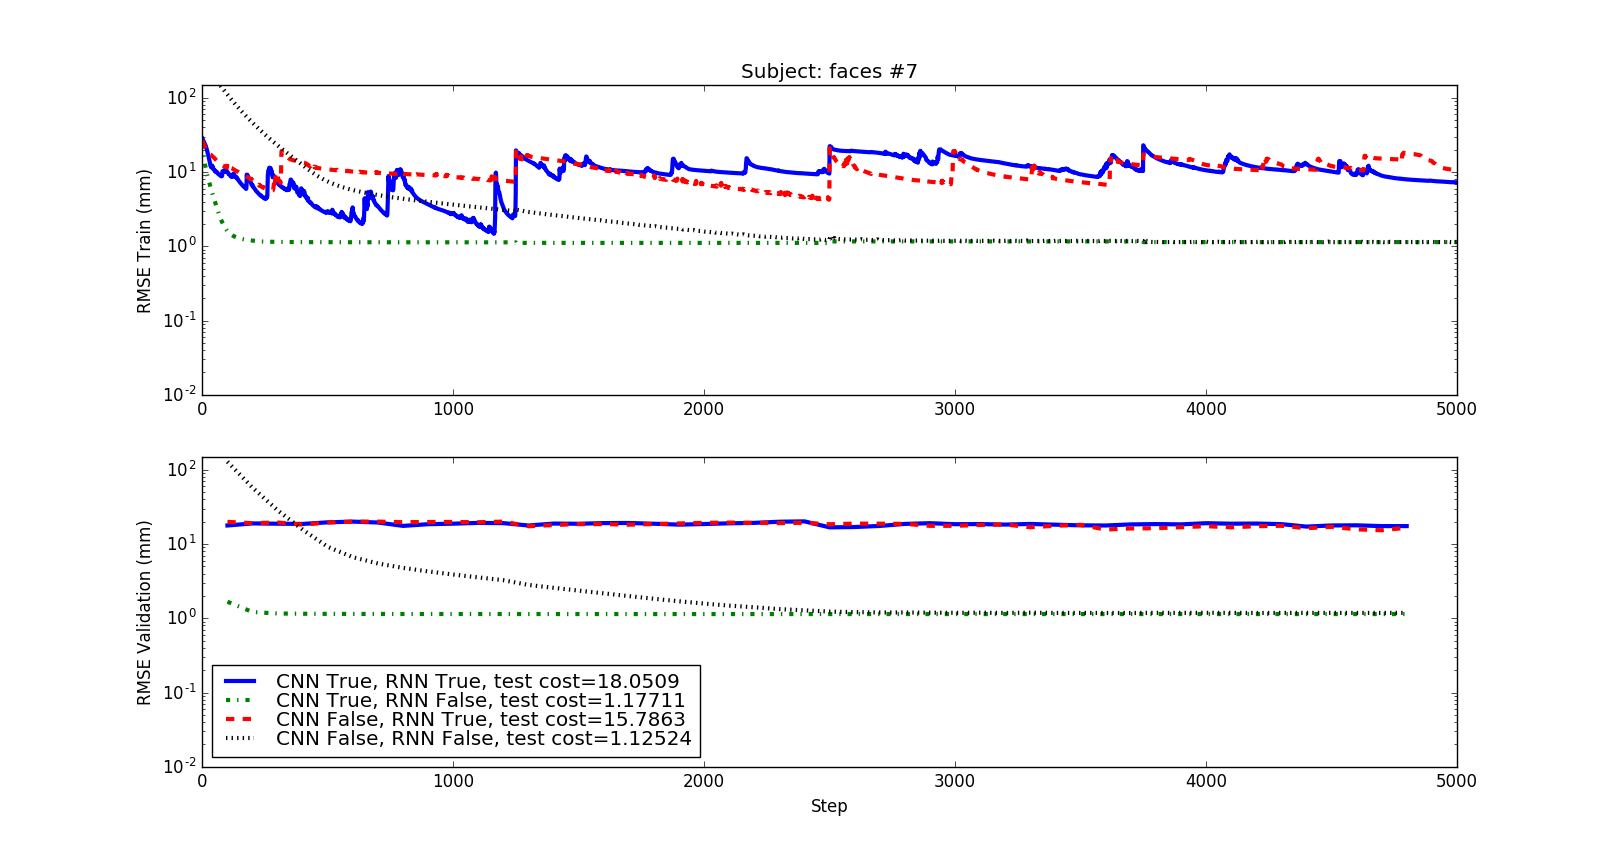 Subject: faces #7
RMSE Train (mm)
10^2
10^1
10^0
10^-1
10^-2
0 1000 2000 3000 4000 5000
RMSE Validation (mm)
10^2
10^1
10^0
10^-1
10^-2
CNN True, RNN True, test cost=18.0509
CNN True, RNN False, test cost=1.17711
CNN False, RNN True, test cost=15.7863
CNN False, RNN False, test cost=1.12524
0 1000 2000 3000 4000 5000
Step